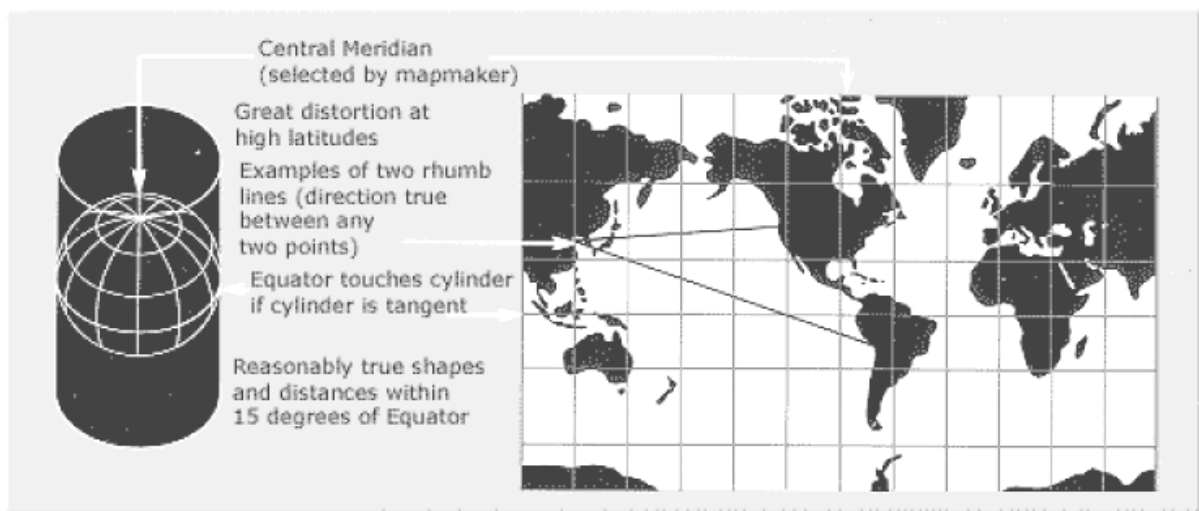 Central Meridian
(selected by mapmaker)
Great distortion at
high latitudes
Examples of two rhumb
lines (direction true
between any
two points)
Equator touches cylinder
if cylinder is tangent
Reasonably true shapes
and distances within
15 degrees of Equator